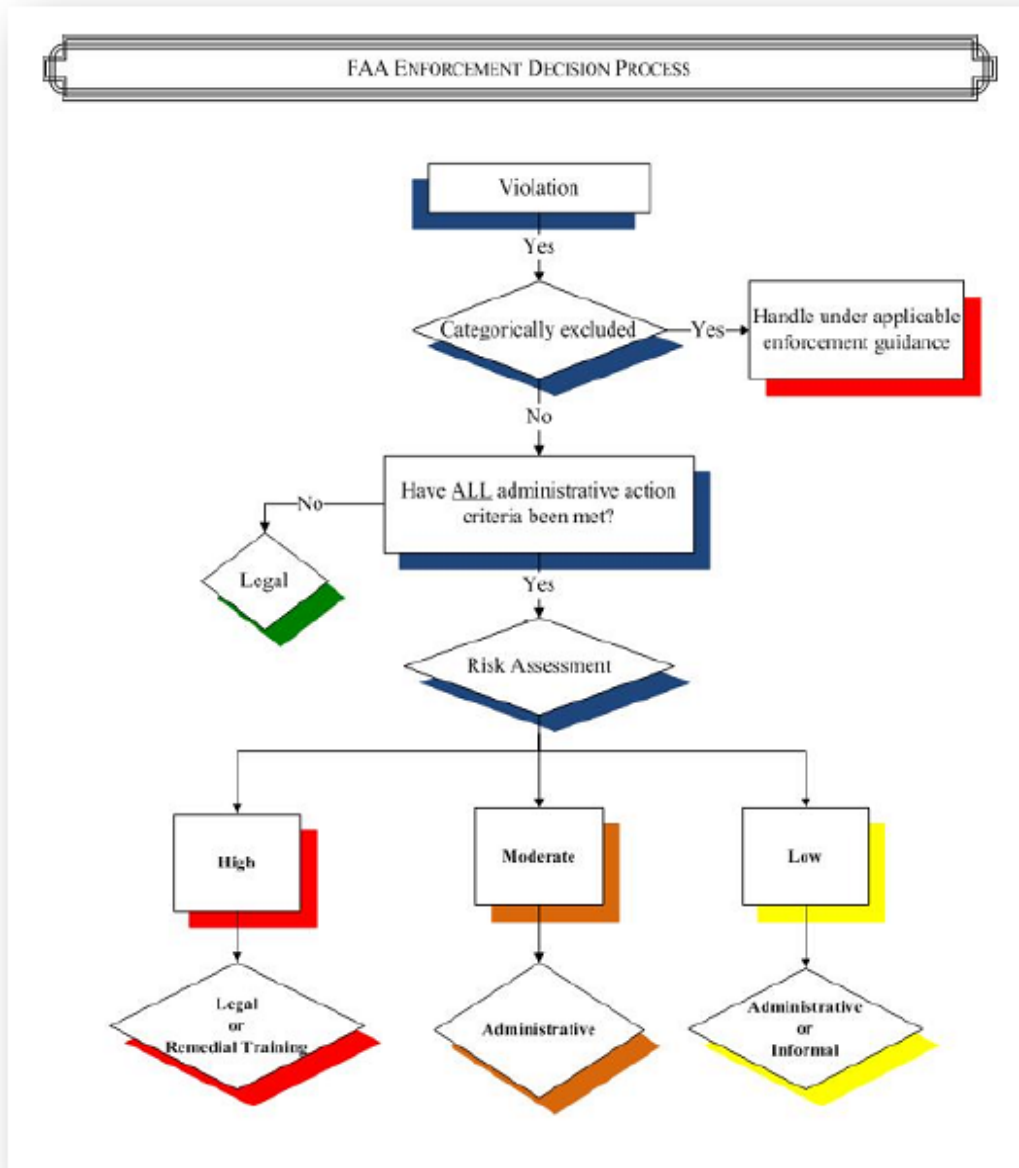 FAA ENFORCEMENT DECISION PROCESS
Violation
Yes
Categorically excluded
Yes
Handle under applicable
enforcement guidance
No
Have ALL administrative action
criteria been met?
No
Legal
Yes
Risk Assessment
High
Moderate
Low
Legal
or
Remedial Training
Administrative
Administrative
or
Informal